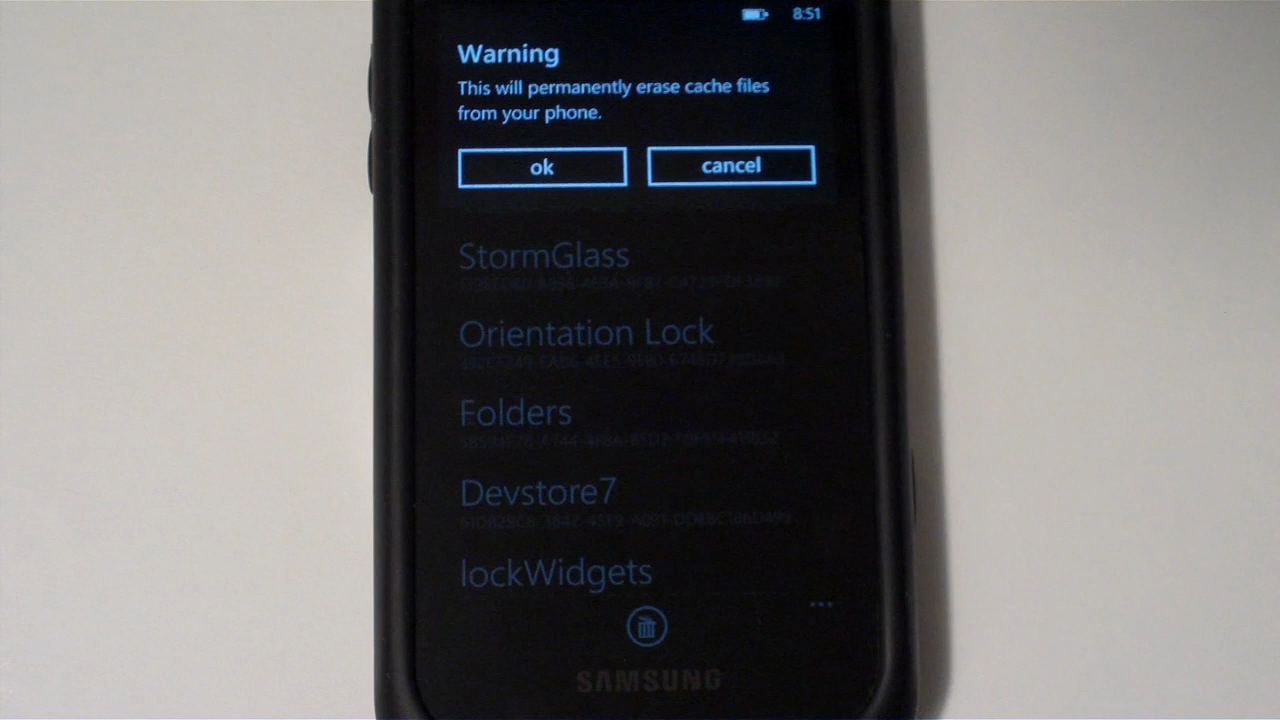 8:51
Warning
This will permanently erase cache files
from your phone.
ok cancel
StormGlass
Orientation Lock
Folders
Devstore7
lockWidgets
SAMSUNG